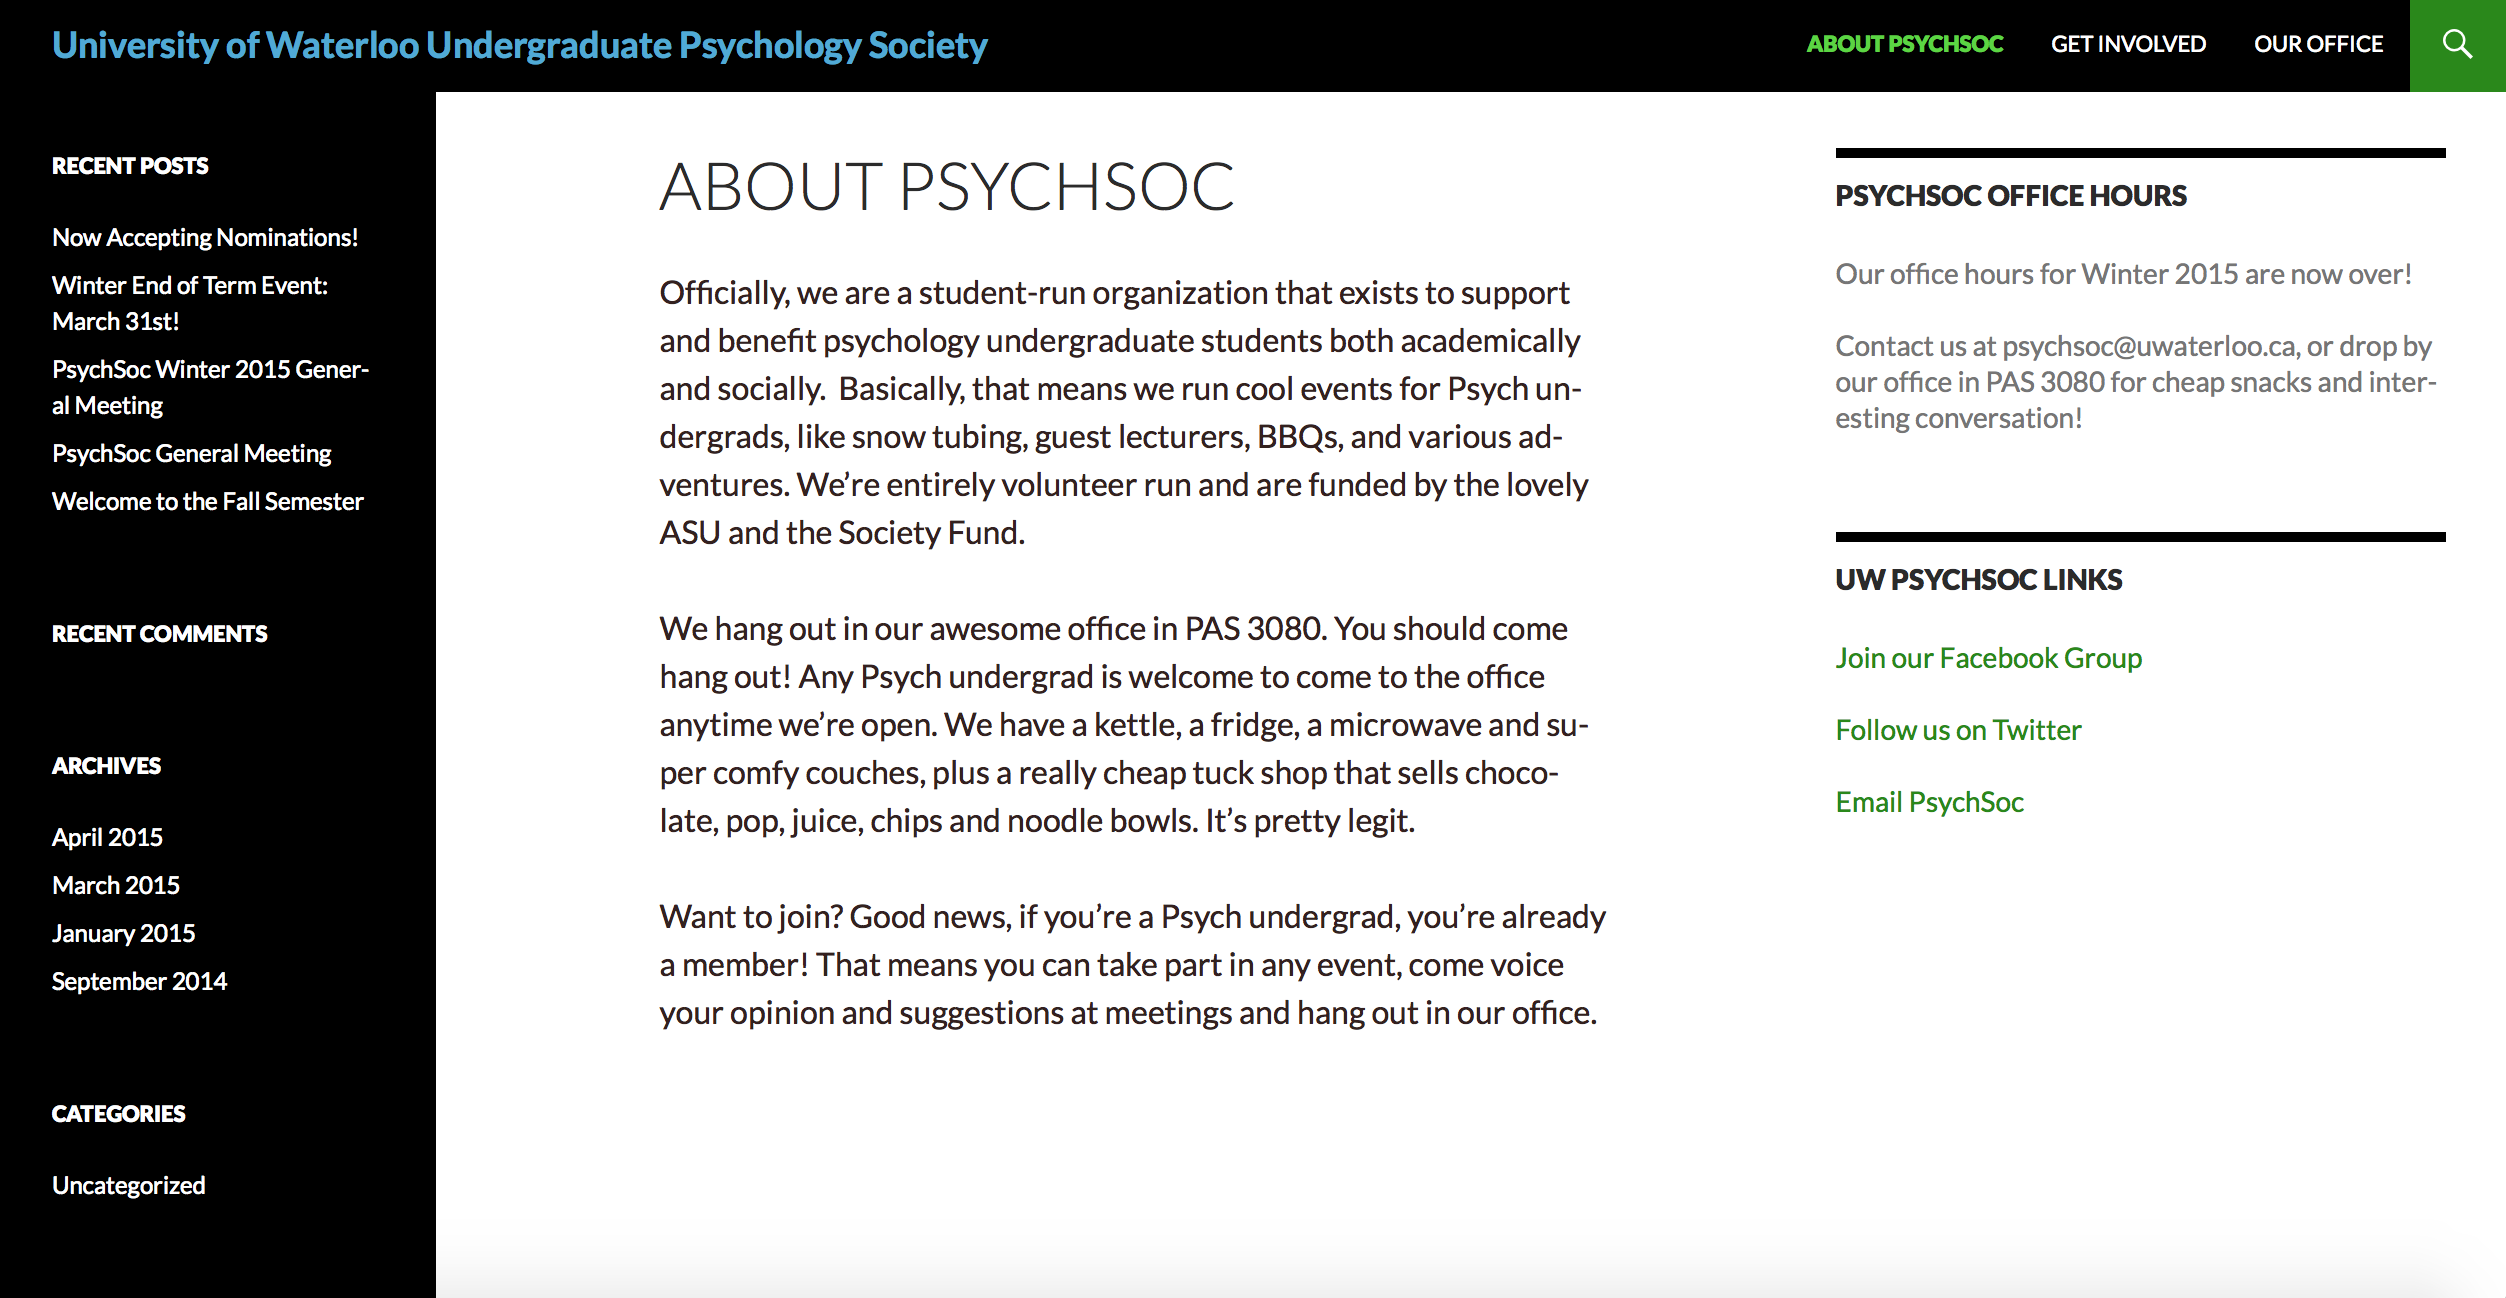 University of Waterloo Undergraduate Psychology Society
ABOUT PSYCHSOC
GET INVOLVED
OUR OFFICE
RECENT POSTS
Now Accepting Nominations!
Winter End of Term Event:
March 31st!
PsychSoc Winter 2015 Gener-
al Meeting
PsychSoc General Meeting
Welcome to the Fall Semester
RECENT COMMENTS
ARCHIVES
April 2015
March 2015
January 2015
September 2014
CATEGORIES
Uncategorized
ABOUT PSYCHSOC
Officially, we are a student-run organization that exists to support
and benefit psychology undergraduate students both academically
and socially.  Basically, that means we run cool events for Psych un-
dergrads, like snow tubing, guest lecturers, BBQs, and various ad-
ventures. We’re entirely volunteer run and are funded by the lovely
ASU and the Society Fund.
We hang out in our awesome office in PAS 3080. You should come
hang out! Any Psych undergrad is welcome to come to the office
anytime we’re open. We have a kettle, a fridge, a microwave and su-
per comfy couches, plus a really cheap tuck shop that sells choco-
late, pop, juice, chips and noodle bowls. It’s pretty legit.
Want to join? Good news, if you’re a Psych undergrad, you’re already
a member! That means you can take part in any event, come voice
your opinion and suggestions at meetings and hang out in our office.
PSYCHSOC OFFICE HOURS
Our office hours for Winter 2015 are now over!
Contact us at psychsoc@uwaterloo.ca, or drop by
our office in PAS 3080 for cheap snacks and inter-
esting conversation!
UW PSYCHSOC LINKS
Join our Facebook Group
Follow us on Twitter
Email PsychSoc